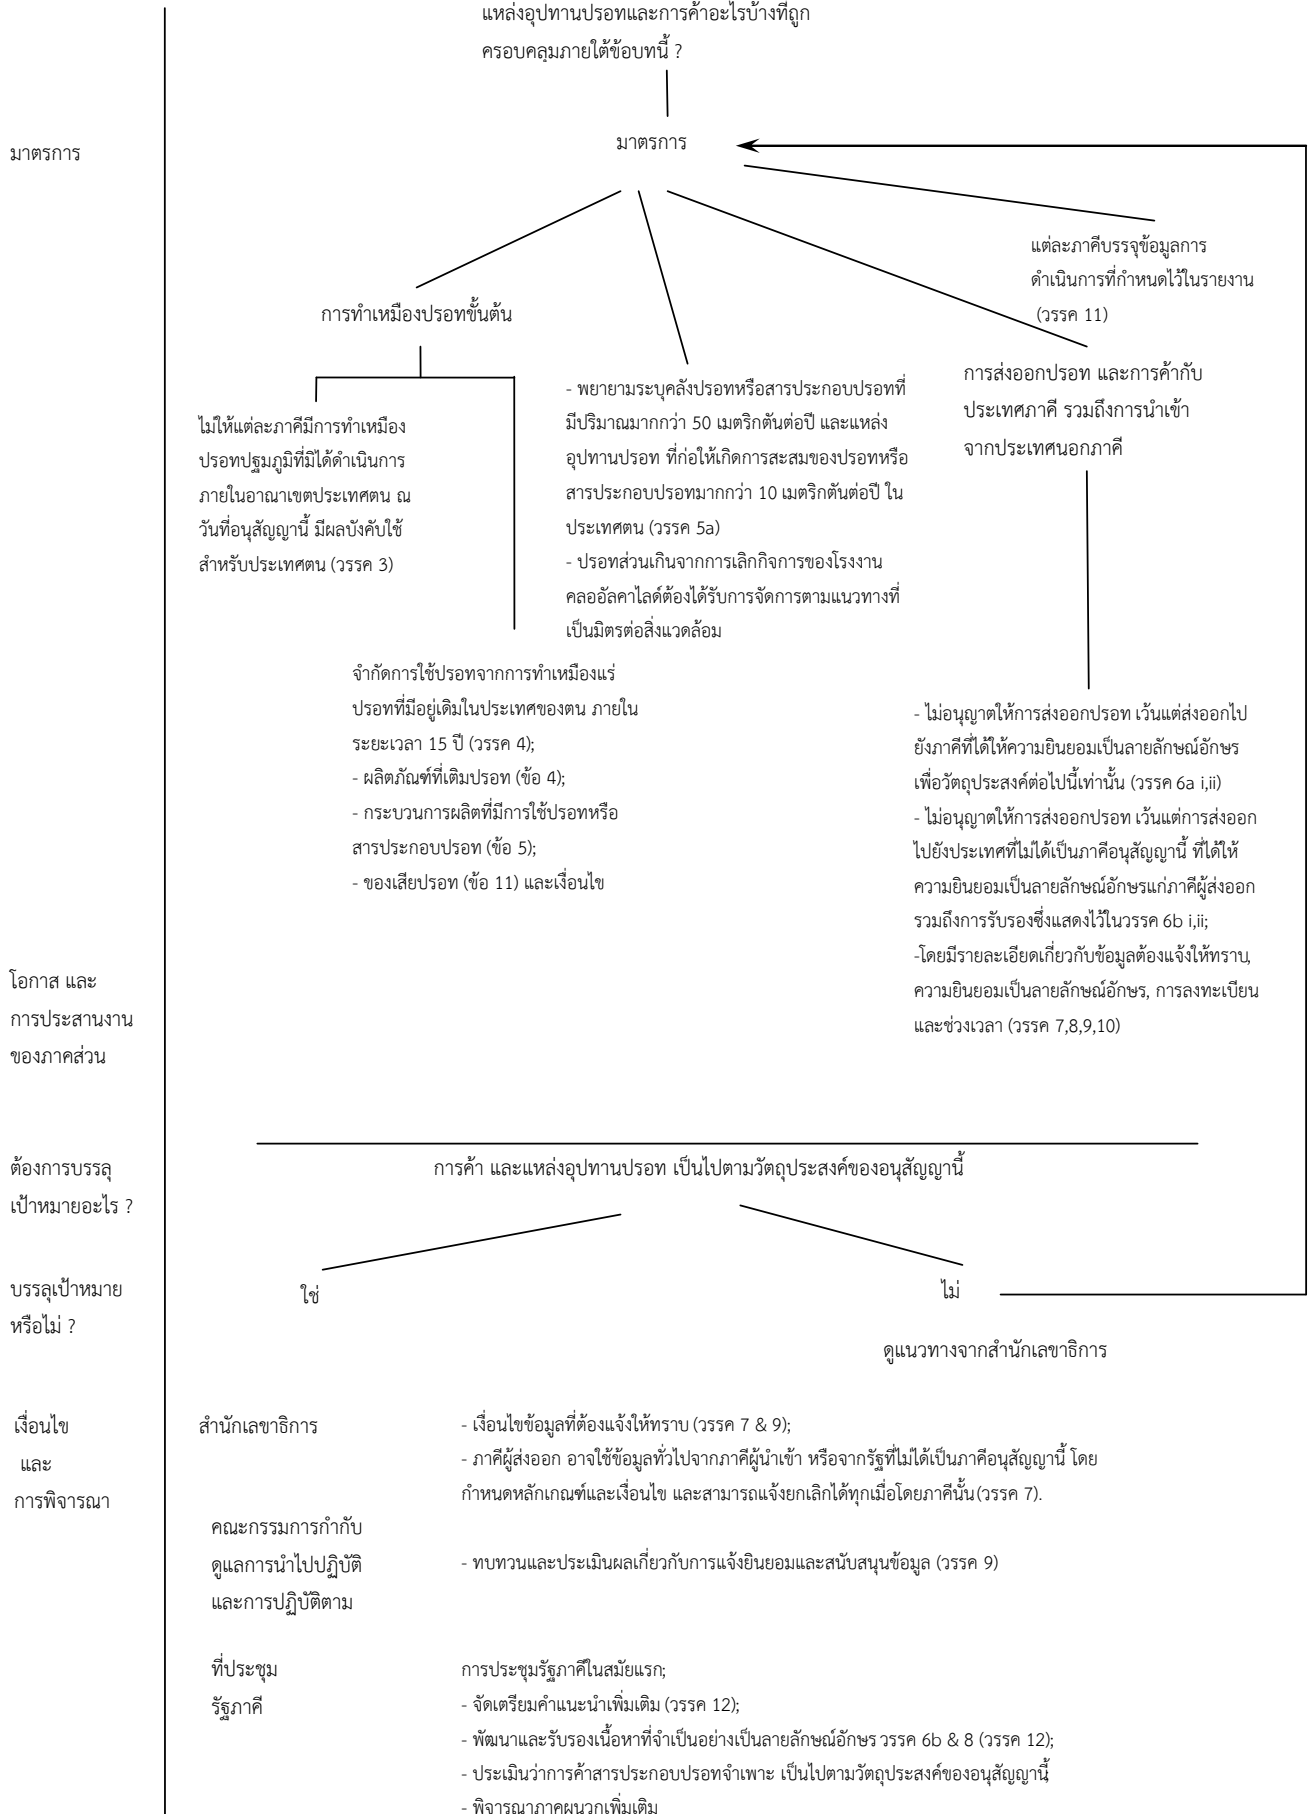 แหล่งอุปทานปรอทและการค้าอะไรบ้างที่ถูก
ครอบคลุมภายใต้ข้อบทนี้ ?
มาตรการ
มาตรการ
แต่ละภาคีบรรจุข้อมูลการ
ดำเนินการที่กำหนดไว้ในรายงาน
(วรรค 11)
การทำเหมืองปรอทขั้นต้น
ไม่ให้แต่ละภาคีมีการทำเหมือง
ปรอทปฐมภูมิที่มิได้ดำเนินการ
ภายในอาณาเขตประเทศตน ณ
วันที่อนุสัญญานี้ มีผลบังคับใช้
สำหรับประเทศตน (วรรค 3)
- พยายามระบุคลังปรอทหรือสารประกอบปรอทที่
มีปริมาณมากกว่า 50 เมตริกตันต่อปี และแหล่ง
อุปทานปรอท ที่ก่อให้เกิดการสะสมของปรอทหรือ
สารประกอบปรอทมากกว่า 10 เมตริกตันต่อปี ใน
ประเทศตน (วรรค 5a)
- ปรอทส่วนเกินจากการเลิกกิจการของโรงงาน
คลออัลคาไลด์ต้องได้รับการจัดการตามแนวทางที่
เป็นมิตรต่อสิ่งแวดล้อม
การส่งออกปรอท และการค้ากับ
ประเทศภาคี รวมถึงการนำเข้า
จากประเทศนอกภาคี
จำกัดการใช้ปรอทจากการทำเหมืองแร่
ปรอทที่มีอยู่เดิมในประเทศของตน ภายใน
ระยะเวลา 15 ปี (วรรค 4);
- ผลิตภัณฑ์ที่เติมปรอท (ข้อ 4);
- กระบวนการผลิตที่มีการใช้ปรอทหรือ
สารประกอบปรอท (ข้อ 5);
- ของเสียปรอท (ข้อ 11) และเงื่อนไข
- ไม่อนุญาตให้การส่งออกปรอท เว้นแต่ส่งออกไป
ยังภาคีที่ได้ให้ความยินยอมเป็นลายลักษณ์อักษร
เพื่อวัตถุประสงค์ต่อไปนี้เท่านั้น (วรรค 6a i,ii)
- ไม่อนุญาตให้การส่งออกปรอท เว้นแต่การส่งออก
ไปยังประเทศที่ไม่ได้เป็นภาคีอนุสัญญานี้ ที่ได้ให้
ความยินยอมเป็นลายลักษณ์อักษรแก่ภาคีผู้ส่งออก
รวมถึงการรับรองซึ่งแสดงไว้ในวรรค 6b i,ii;
-โดยมีรายละเอียดเกี่ยวกับข้อมูลต้องแจ้งให้ทราบ,
ความยินยอมเป็นลายลักษณ์อักษร, การลงทะเบียน
และช่วงเวลา (วรรค 7,8,9,10)
โอกาส และ
การประสานงาน
ของภาคส่วน
ต้องการบรรลุ
เป้าหมายอะไร ?
การค้า และแหล่งอุปทานปรอท เป็นไปตามวัตถุประสงค์ของอนุสัญญานี้
บรรลุเป้าหมาย
หรือไม่ ?
ใช่
ไม่
ดูแนวทางจากสำนักเลขาธิการ
เงื่อนไข
และ
การพิจารณา
สำนักเลขาธิการ
- เงื่อนไขข้อมูลที่ต้องแจ้งให้ทราบ (วรรค 7 & 9);
- ภาคีผู้ส่งออก อาจใช้ข้อมูลทั่วไปจากภาคีผู้นำเข้า หรือจากรัฐที่ไม่ได้เป็นภาคีอนุสัญญานี้ โดย
กำหนดหลักเกณฑ์และเงื่อนไข และสามารถแจ้งยกเลิกได้ทุกเมื่อโดยภาคีนั้น (วรรค 7).
คณะกรรมการกำกับ
ดูแลการนำไปปฏิบัติ
และการปฏิบัติตาม
- ทบทวนและประเมินผลเกี่ยวกับการแจ้งยินยอมและสนับสนุนข้อมูล (วรรค 9)
ที่ประชุม
รัฐภาคี
การประชุมรัฐภาคีในสมัยแรก;
- จัดเตรียมคำแนะนำเพิ่มเติม (วรรค 12);
- พัฒนาและรับรองเนื้อหาที่จำเป็นอย่างเป็นลายลักษณ์อักษร วรรค 6b & 8 (วรรค 12);
- ประเมินว่าการค้าสารประกอบปรอทจำเพาะ เป็นไปตามวัตถุประสงค์ของอนุสัญญานี้;
- พิจารณาภาคผนวกเพิ่มเติม